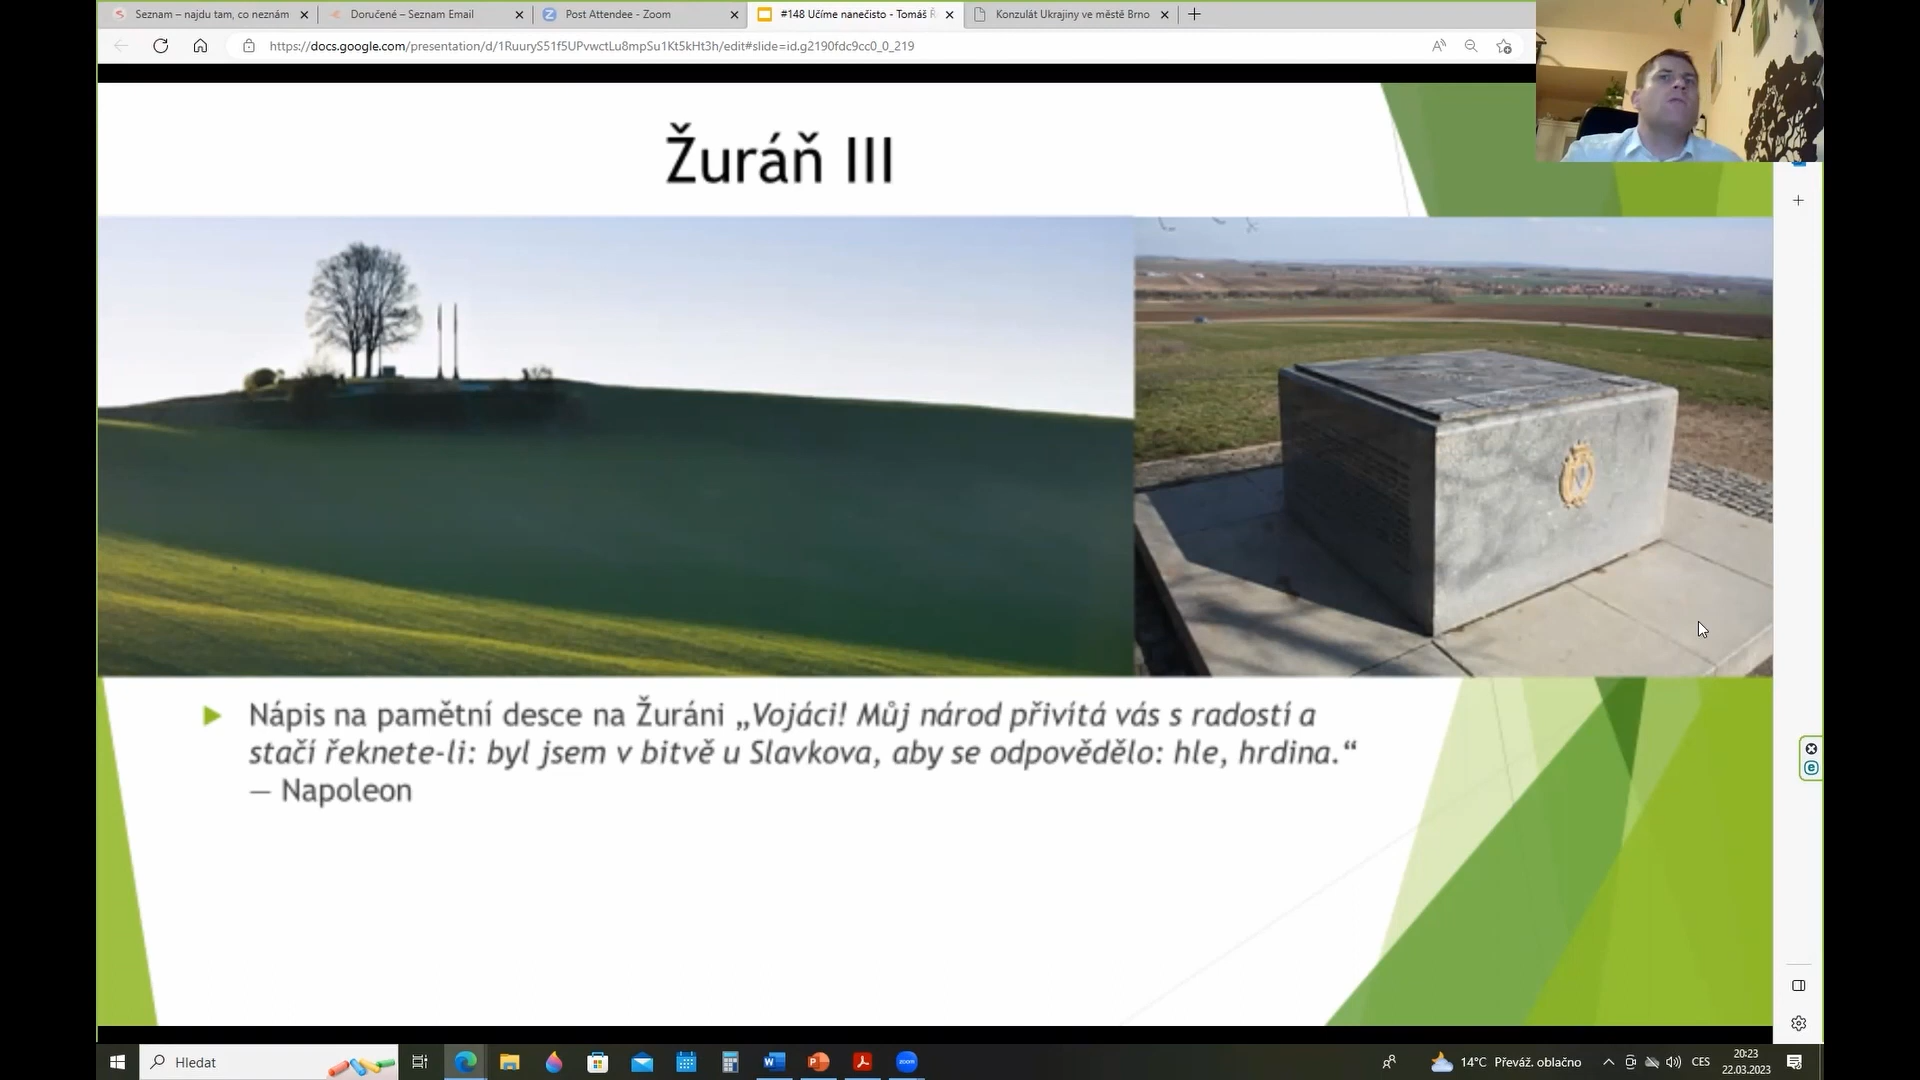 Seznam – najdu tam, co neznám
Doručené – Seznam Email
Post Attendee - Zoom
#148 Učíme nanečisto - Tomáš Ř
Konzulát Ukrajiny ve městě Brno
https://docs.google.com/presentation/d/1RuuryS51f5UPvwctLu8mpSu1Kt5kHt3h/edit#slide=id.g2190fdc9cc0_0_219
Žuráň III
Nápis na pamětní desce na Žuráni „Vojáci! Můj národ přivítá vás s radostí a
stačí řeknete-li: byl jsem v bitvě u Slavkova, aby se odpovědělo: hle, hrdina.“
— Napoleon
Hledat
14°C Převáž. oblačno
CES
20:23
22.03.2023